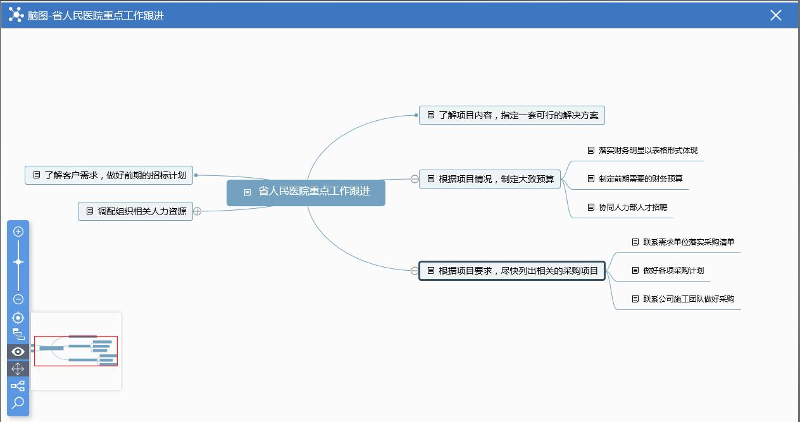 脑图-省人民医院重点工作跟进
了解项目内容，指定一套可行的解决方案
落实财务明显以表格形式体现
了解客户需求，做好前期的招标计划
根据项目情况，制定大致预算
制定前期需要的财务预算
省人民医院重点工作跟进
调配组织相关人力资源
协同人力部人才招聘
联系需求单位落实采购清单
根据项目要求，尽快列出相关的采购项目
做好各项采购计划
联系公司施工团队做好采购